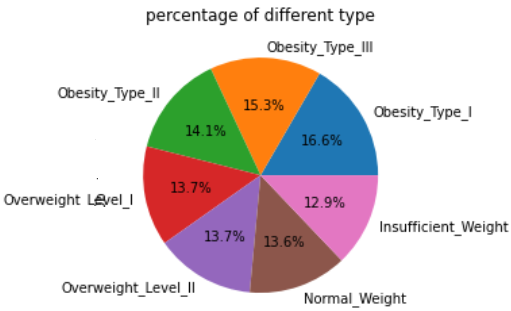 percentage of different type
Obesity_Type_III
Obesity_Type_II
Obesity_Type_I
15.3%
14.1%
16.6%
Overweight_Level_I
13.7%
12.9%
Insufficient_Weight
13.7%
13.6%
Overweight_Level_II
Normal_Weight